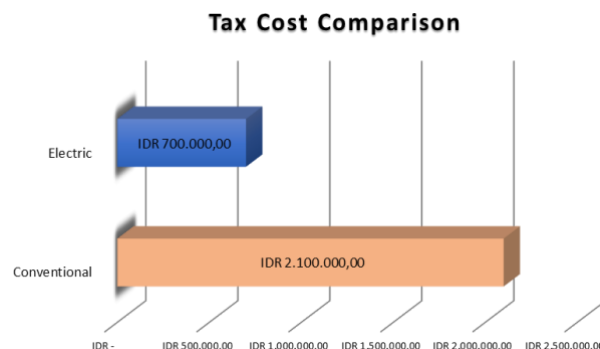 Tax Cost Comparison
Electric
IDR 700.000,00
Conventional
IDR 2.100.000,00
IDR - IDR 500.000,00 IDR 1.000.000,00 IDR 1.500.000,00 IDR 2.000.000,00 IDR 2.500.000,00